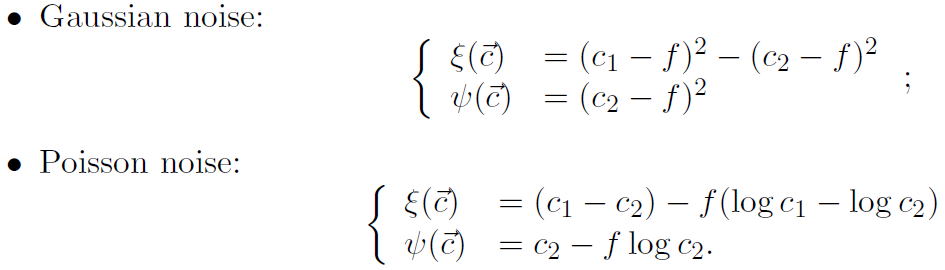 • Gaussian noise:
{ ξ(c⃗) = (c₁ − f)² − (c₂ − f)²
ψ(c⃗) = (c₂ − f)² ;
• Poisson noise:
{ ξ(c⃗) = (c₁ − c₂) − f(log c₁ − log c₂)
ψ(c⃗) = c₂ − f log c₂.